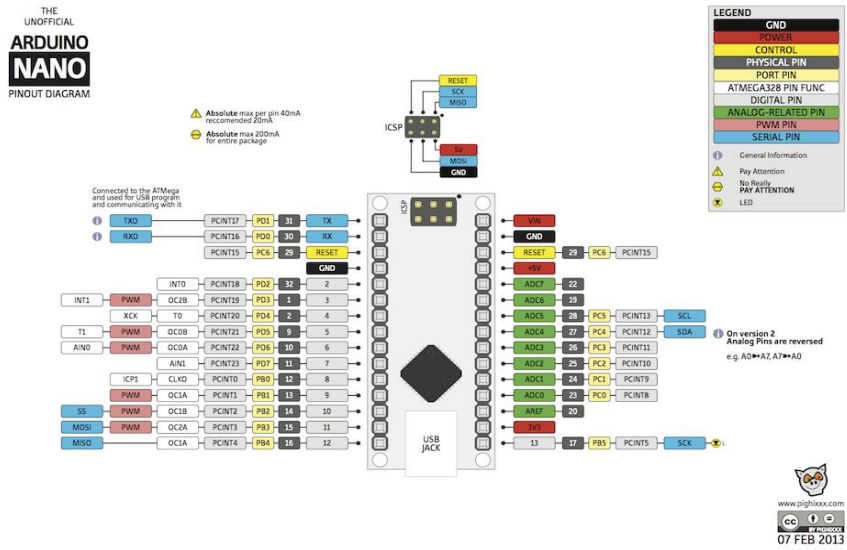 THE
UNOFFICIAL
ARDUINO
NANO
PINOUT DIAGRAM
Absolute max per pin 40mA
reccomended 20mA
Absolute max 200mA
for entire package
LEGEND
GND
POWER
CONTROL
PHYSICAL PIN
PORT PIN
ATMEGA328 PIN FUNC
DIGITAL PIN
ANALOG-RELATED PIN
PWM PIN
SERIAL PIN
General Information
Pay Attention
No Really
PAY ATTENTION
LED
RESET
SCK
MISO
ICSP
5V
MOSI
GND
Connected to the ATMega
and used for USB program
and communicating with it
TXD PCINT17 PD1 31 TX
RXD PCINT16 PD0 30 RX
PCINT15 PC6 29 RESET
GND
INT0 PCINT18 PD2 32 2
INT1 PWM OC2B PCINT19 PD3 1 3
XCK T0 PCINT20 PD4 2 4
T1 PWM OC0B PCINT21 PD5 9 5
AIN0 PWM OC0A PCINT22 PD6 10 6
AIN1 PCINT23 PD7 11 7
ICP1 CLKO PCINT0 PB0 12 8
PWM OC1A PCINT1 PB1 13 9
SS PWM OC1B PCINT2 PB2 14 10
MOSI PWM OC2A PCINT3 PB3 15 11
MISO OC1A PCINT4 PB4 16 12
ICSP
USB
JACK
VIN
GND
RESET 29 PC6 PCINT15
+5V
ADC7 22
ADC6 19
ADC5 28 PC5 PCINT13 SCL
ADC4 27 PC4 PCINT12 SDA
ADC3 26 PC3 PCINT11
ADC2 25 PC2 PCINT10
ADC1 24 PC1 PCINT9
ADC0 23 PC0 PCINT8
AREF 20
3V3
13 17 PB5 PCINT5 SCK L
On version 2
Analog Pins are reversed
e.g. A0➸A7, A7➸A0
www.pighixxx.com
cc
BY PIGHIXXX
07 FEB 2013